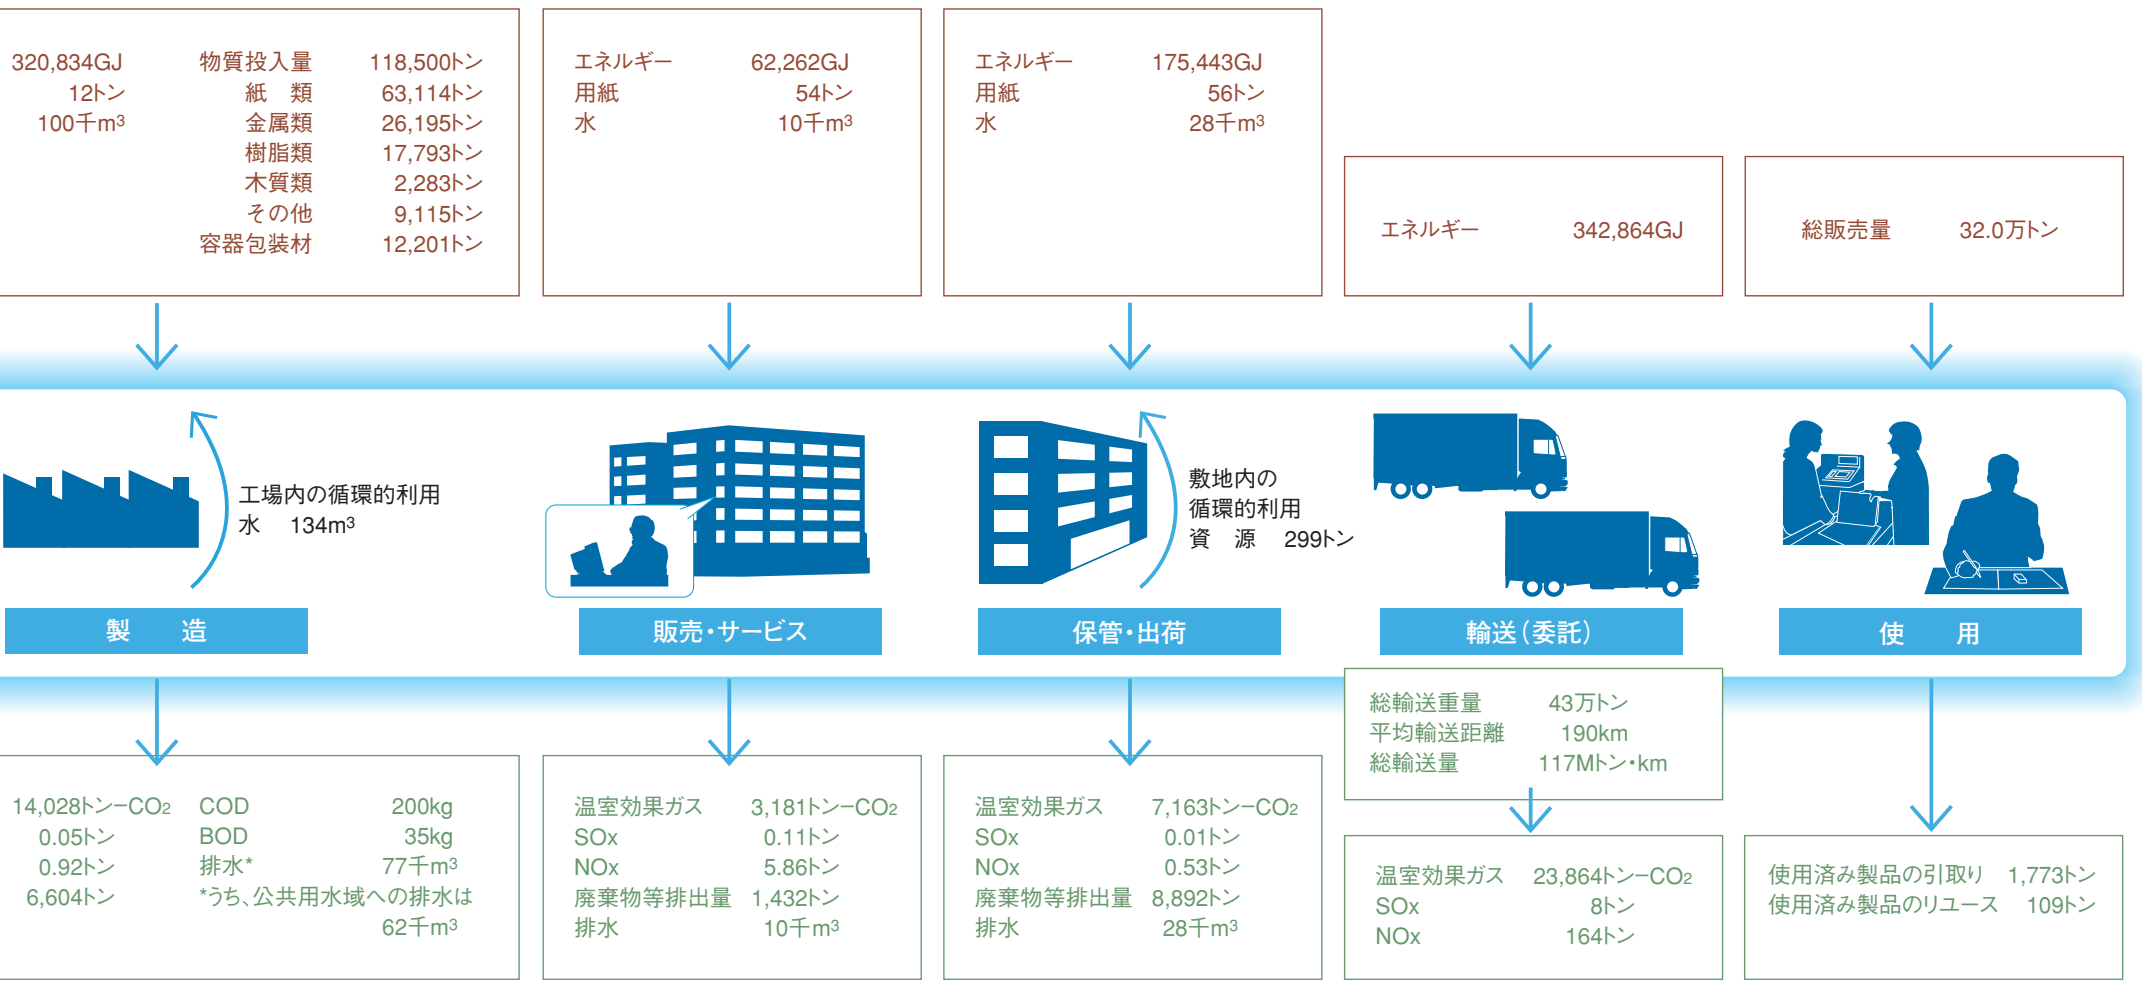 320,834GJ
12トン
100千m³
物質投入量 118,500トン
紙　類 63,114トン
金属類 26,195トン
樹脂類 17,793トン
木質類 2,283トン
その他 9,115トン
容器包装材 12,201トン
エネルギー 62,262GJ
用紙 54トン
水 10千m³
エネルギー 175,443GJ
用紙 56トン
水 28千m³
エネルギー 342,864GJ
総販売量 32.0万トン
工場内の循環的利用
水 134m³
敷地内の
循環的利用
資　源 299トン
製　造
販売・サービス
保管・出荷
輸送（委託）
使　用
14,028トン−CO₂
0.05トン
0.92トン
6,604トン
COD 200kg
BOD 35kg
排水* 77千m³
*うち、公共用水域への排水は
62千m³
温室効果ガス 3,181トン−CO₂
SOx 0.11トン
NOx 5.86トン
廃棄物等排出量 1,432トン
排水 10千m³
温室効果ガス 7,163トン−CO₂
SOx 0.01トン
NOx 0.53トン
廃棄物等排出量 8,892トン
排水 28千m³
総輸送重量 43万トン
平均輸送距離 190km
総輸送量 117Mトン・km
温室効果ガス 23,864トン−CO₂
SOx 8トン
NOx 164トン
使用済み製品の引取り 1,773トン
使用済み製品のリユース 109トン